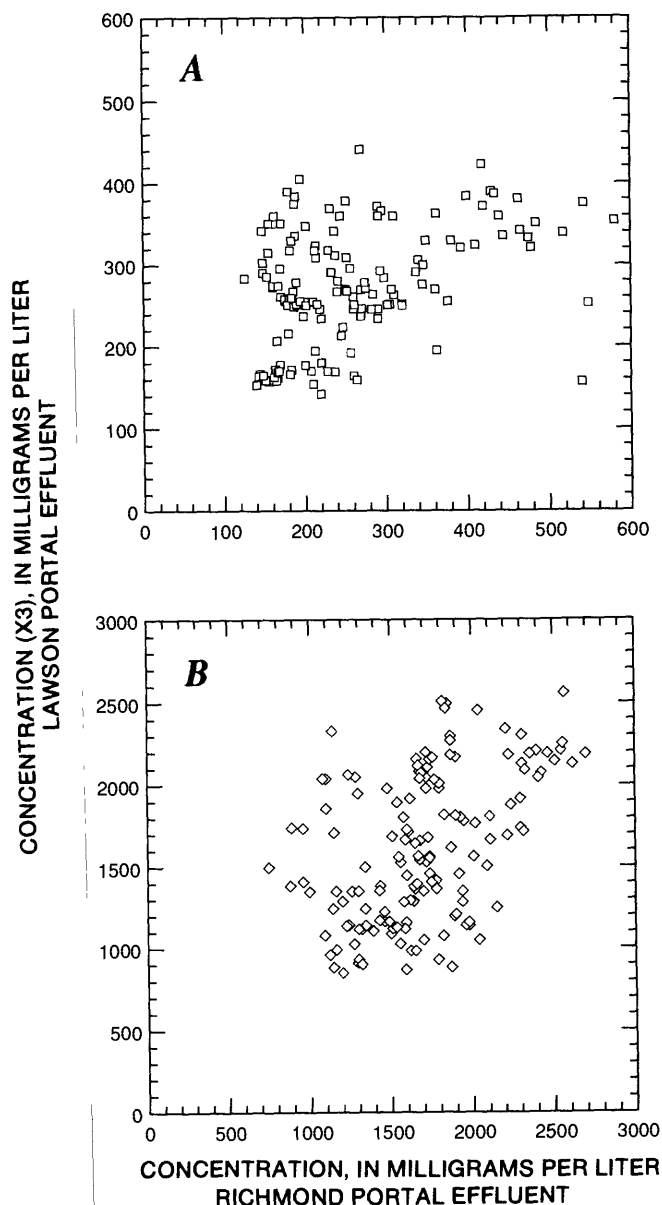 600
A
500
400
300
200
100
0
0 100 200 300 400 500 600
CONCENTRATION (X3), IN MILLIGRAMS PER LITER
LAWSON PORTAL EFFLUENT
3000
B
2500
2000
1500
1000
500
0
0 500 1000 1500 2000 2500 3000
CONCENTRATION, IN MILLIGRAMS PER LITER
RICHMOND PORTAL EFFLUENT